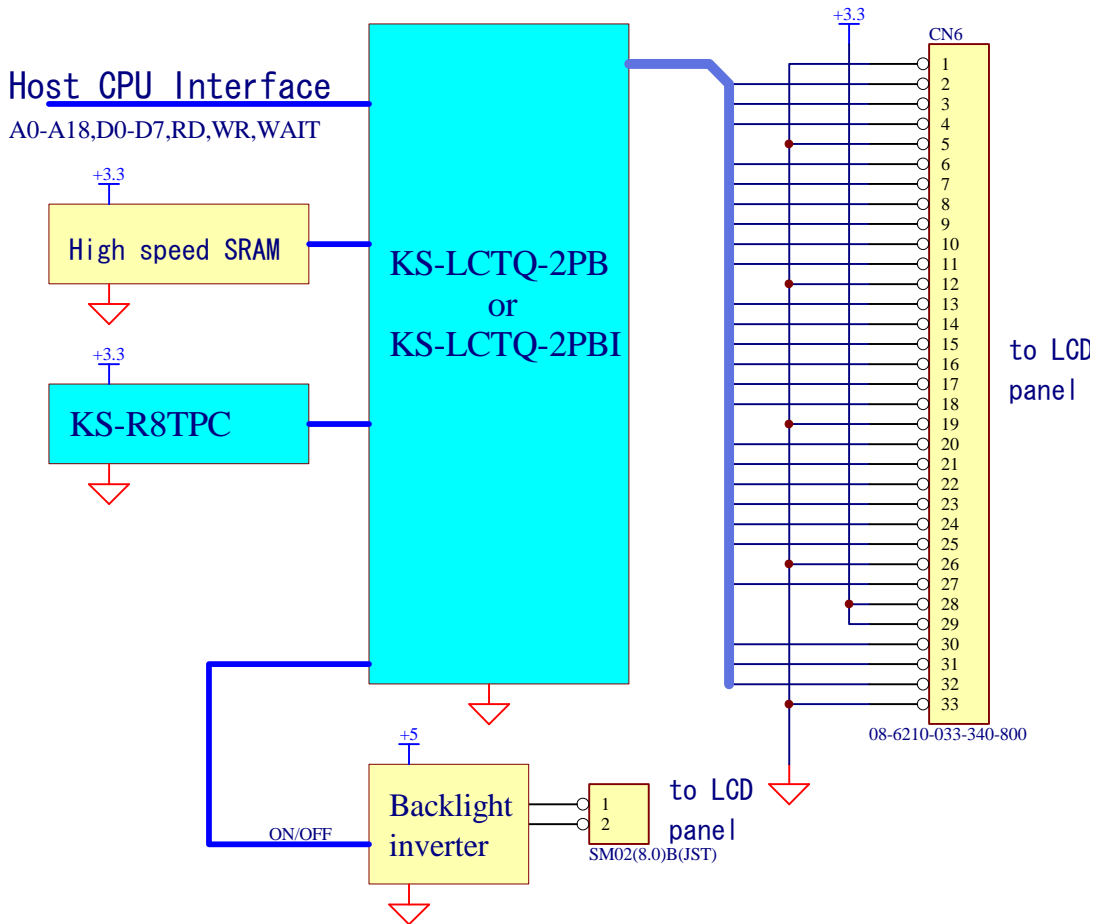 +3.3
+3.3
CN6
Host CPU Interface
A0-A18,D0-D7,RD,WR,WAIT
+3.3
High speed SRAM
KS-LCTQ-2PB
or
KS-LCTQ-2PBI
+3.3
KS-R8TPC
1
2
3
4
5
6
7
8
9
10
11
12
13
14
15
16
17
18
19
20
21
22
23
24
25
26
27
28
29
30
31
32
33
to LCD
panel
08-6210-033-340-800
+5
Backlight
inverter
ON/OFF
1
2
SM02(8.0)B(JST)
to LCD
panel